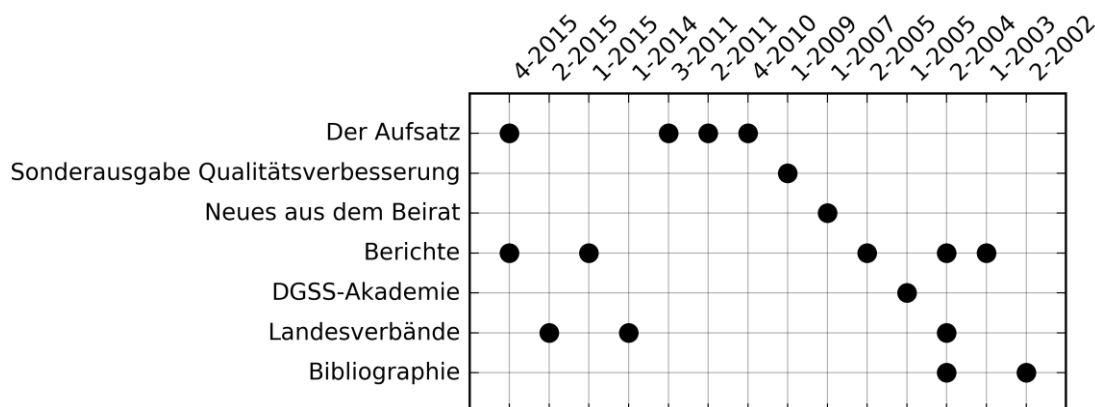 4-2015
2-2015
1-2015
1-2014
3-2011
2-2011
4-2010
1-2009
1-2007
2-2005
1-2005
2-2004
1-2003
2-2002
Der Aufsatz
Sonderausgabe Qualitätsverbesserung
Neues aus dem Beirat
Berichte
DGSS-Akademie
Landesverbände
Bibliographie